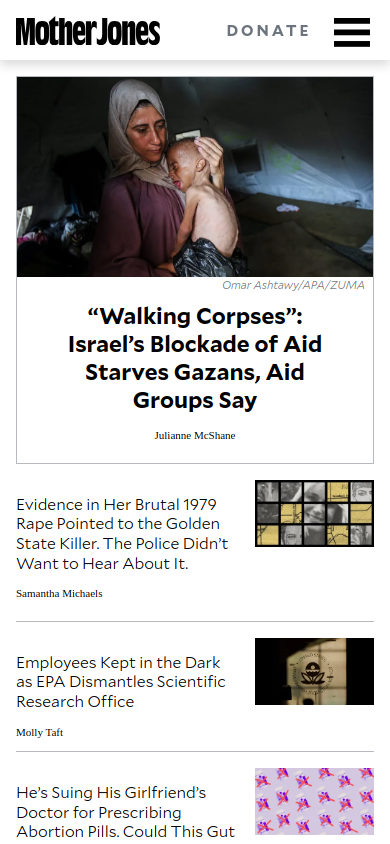 Mother Jones
DONATE
Omar Ashtawy/APA/ZUMA
“Walking Corpses”:
Israel’s Blockade of Aid
Starves Gazans, Aid
Groups Say
Julianne McShane
Evidence in Her Brutal 1979
Rape Pointed to the Golden
State Killer. The Police Didn’t
Want to Hear About It.
Samantha Michaels
Employees Kept in the Dark
as EPA Dismantles Scientific
Research Office
Molly Taft
He’s Suing His Girlfriend’s
Doctor for Prescribing
Abortion Pills. Could This Gut